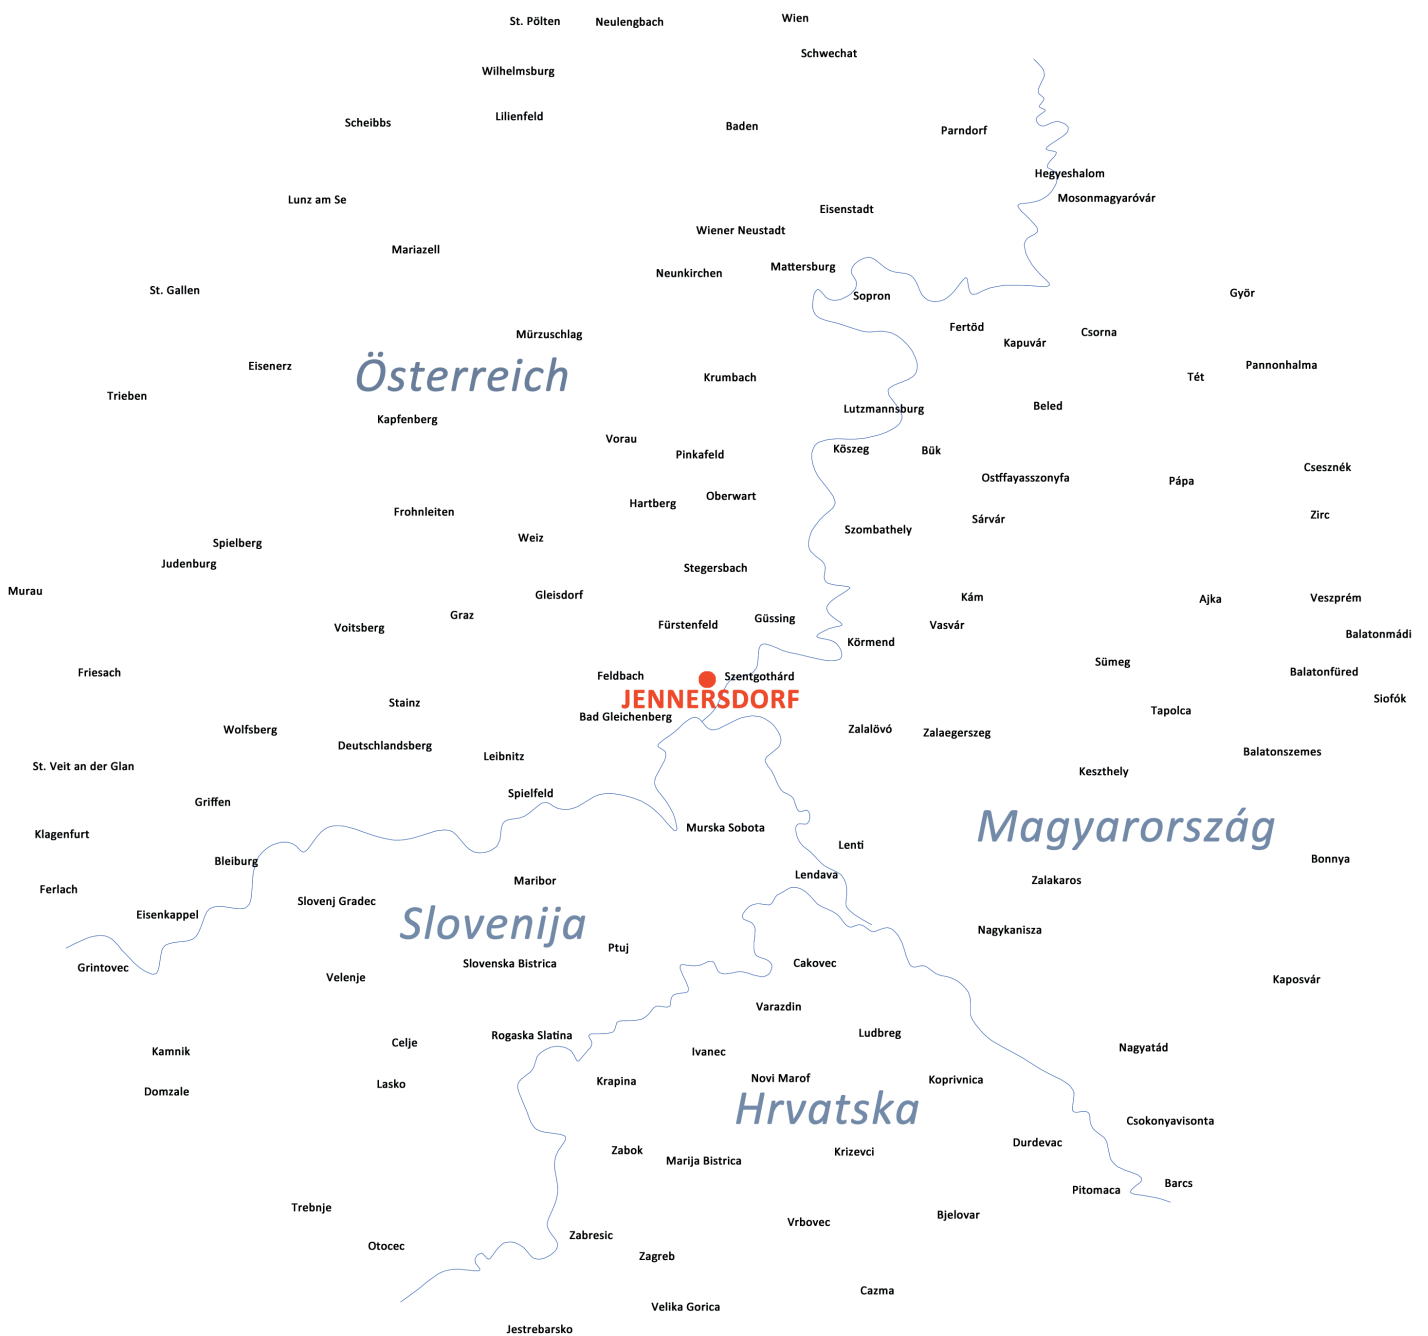 Wien
St. Pölten
Neulengbach
Schwechat
Wilhelmsburg
Lilienfeld
Scheibbs
Baden
Parndorf
Hegyeshalom
Mosonmagyaróvár
Lunz am Se
Eisenstadt
Wiener Neustadt
Mariazell
Mattersburg
Neunkirchen
St. Gallen
Györ
Sopron
Fertöd
Csorna
Mürzuschlag
Kapuvár
Eisenerz
Pannonhalma
Österreich
Krumbach
Tét
Trieben
Beled
Lutzmannsburg
Kapfenberg
Vorau
Köszeg
Bük
Pinkafeld
Csesznék
Ostffayasszonyfa
Pápa
Oberwart
Hartberg
Frohnleiten
Zirc
Sárvár
Szombathely
Weiz
Spielberg
Judenburg
Stegersbach
Murau
Gleisdorf
Kám
Ajka
Veszprém
Graz
Güssing
Fürstenfeld
Vasvár
Voitsberg
Balatonmádi
Körmend
Sümeg
Friesach
Balatonfüred
Feldbach
Szentgothárd
JENNERSDORF
Siofók
Stainz
Tapolca
Bad Gleichenberg
Wolfsberg
Zalalövó
Zalaegerszeg
Deutschlandsberg
Balatonszemes
Leibnitz
St. Veit an der Glan
Keszthely
Spielfeld
Griffen
Magyarország
Murska Sobota
Klagenfurt
Lenti
Bonnya
Bleiburg
Lendava
Maribor
Zalakaros
Ferlach
Slovenj Gradec
Eisenkappel
Slovenija
Nagykanisza
Ptuj
Slovenska Bistrica
Cakovec
Grintovec
Velenje
Kaposvár
Varazdin
Ludbreg
Rogaska Slatina
Celje
Nagyatád
Kamnik
Ivanec
Novi Marof
Koprivnica
Krapina
Lasko
Domzale
Hrvatska
Csokonyavisonta
Durdevac
Zabok
Krizevci
Marija Bistrica
Barcs
Pitomaca
Trebnje
Bjelovar
Vrbovec
Zabresic
Otocec
Zagreb
Cazma
Velika Gorica
Jestrebarsko